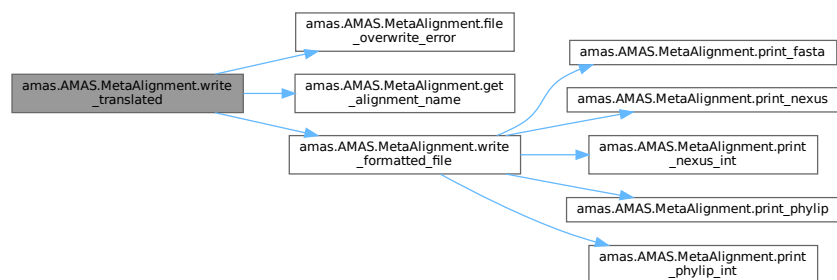 amas.AMAS.MetaAlignment.write
_translated
amas.AMAS.MetaAlignment.file
_overwrite_error
amas.AMAS.MetaAlignment.get
_alignment_name
amas.AMAS.MetaAlignment.write
_formatted_file
amas.AMAS.MetaAlignment.print_fasta
amas.AMAS.MetaAlignment.print_nexus
amas.AMAS.MetaAlignment.print
_nexus_int
amas.AMAS.MetaAlignment.print_phylip
amas.AMAS.MetaAlignment.print
_phylip_int